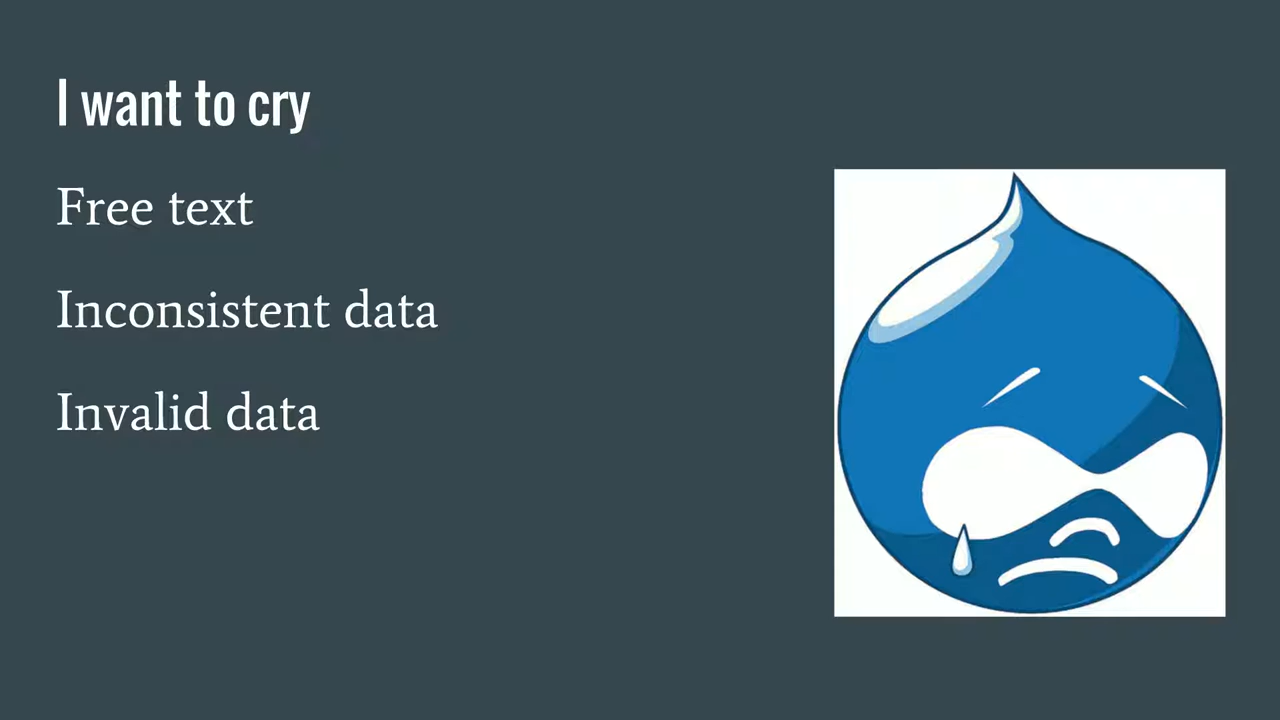 I want to cry
Free text
Inconsistent data
Invalid data